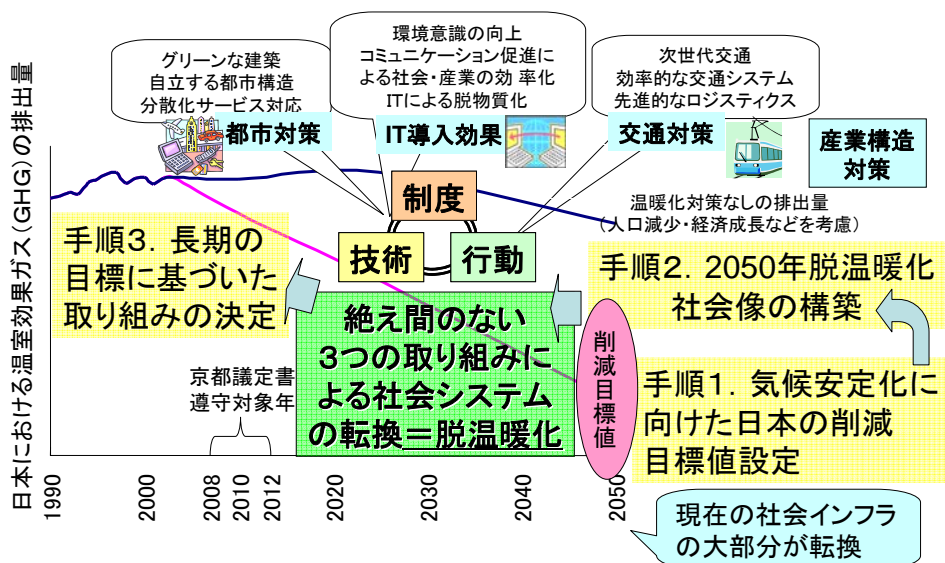 日本における温室効果ガス(GHG)の排出量
グリーンな建築
自立する都市構造
分散化サービス対応
都市対策
環境意識の向上
コミュニケーション促進に
よる社会・産業の効 率化
ITによる脱物質化
IT導入効果
次世代交通
効率的な交通システム
先進的なロジスティクス
交通対策
産業構造
対策
制度
技術
行動
温暖化対策なしの排出量
(人口減少・経済成長などを考慮)
手順3. 長期の
目標に基づいた
取り組みの決定
手順2. 2050年脱温暖化
社会像の構築
絶え間のない
3つの取り組みに
よる社会システム
の転換=脱温暖化
削減目標値
手順1. 気候安定化に
向けた日本の削減
目標値設定
京都議定書
遵守対象年
1990
2000
2008
2010
2012
2020
2030
2040
2050
現在の社会インフラ
の大部分が転換